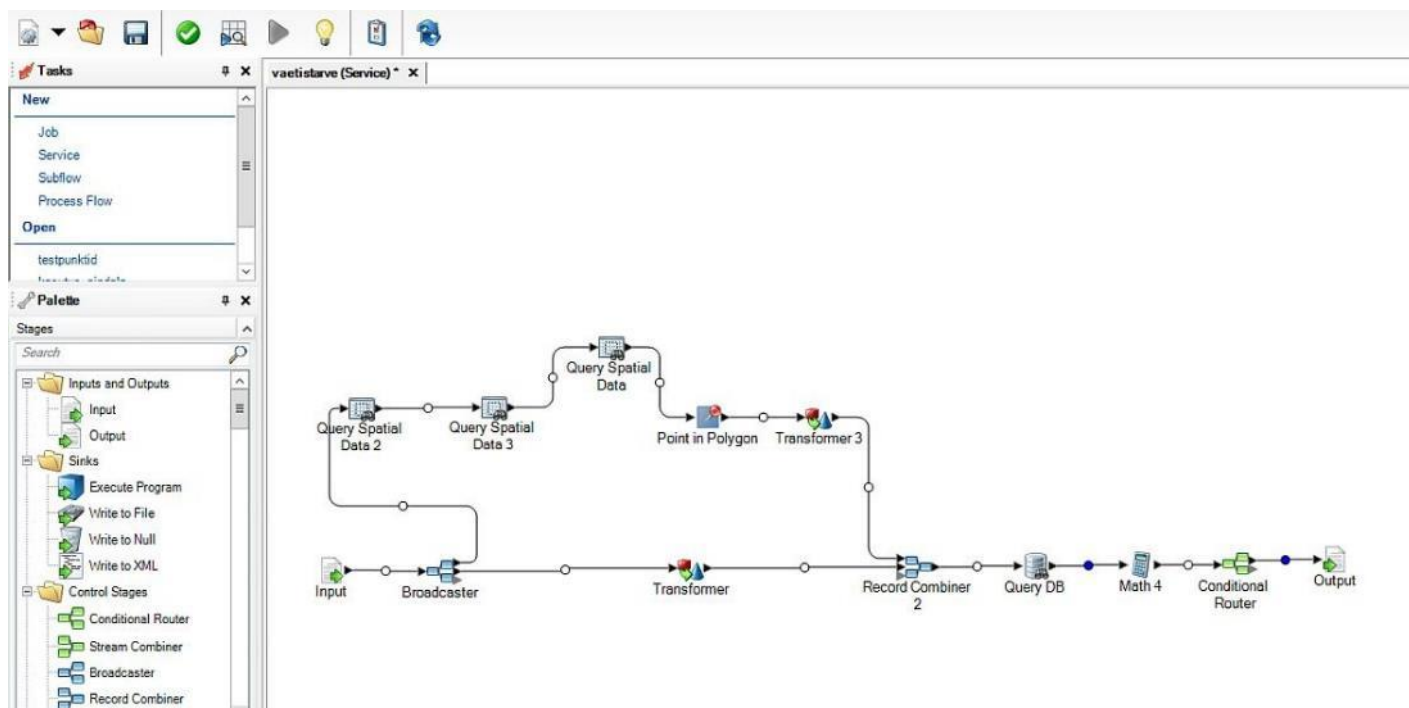 Tasks
vaetistarve (Service) *
New
Job
Service
Subflow
Process Flow
Open
testpunktid
Palette
Stages
Search
Inputs and Outputs
Input
Output
Sinks
Execute Program
Write to File
Write to Null
Write to XML
Control Stages
Conditional Router
Stream Combiner
Broadcaster
Record Combiner
Query Spatial
Data
Query Spatial
Data 2
Query Spatial
Data 3
Point in Polygon
Transformer 3
Input
Broadcaster
Transformer
Record Combiner
2
Query DB
Math 4
Conditional
Router
Output